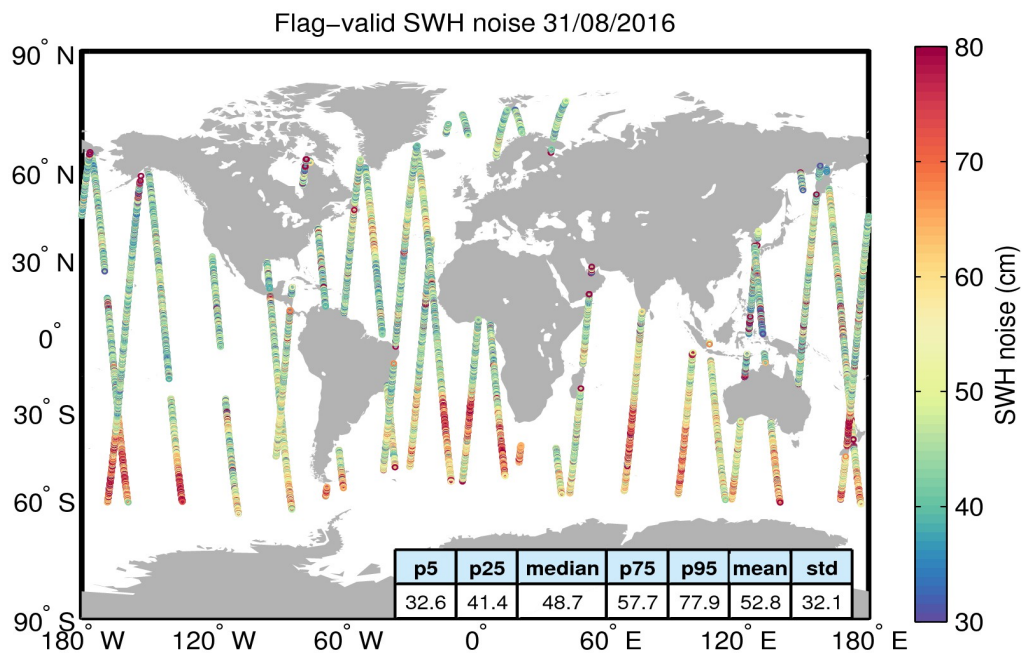 Flag−valid SWH noise 31/08/2016
90° N
60° N
30° N
0°
30° S
60° S
90° S
180° W
120° W
60° W
0°
60° E
120° E
180° E
p5 p25 median p75 p95 mean std
32.6 41.4 48.7 57.7 77.9 52.8 32.1
80
70
60
50
40
30
SWH noise (cm)